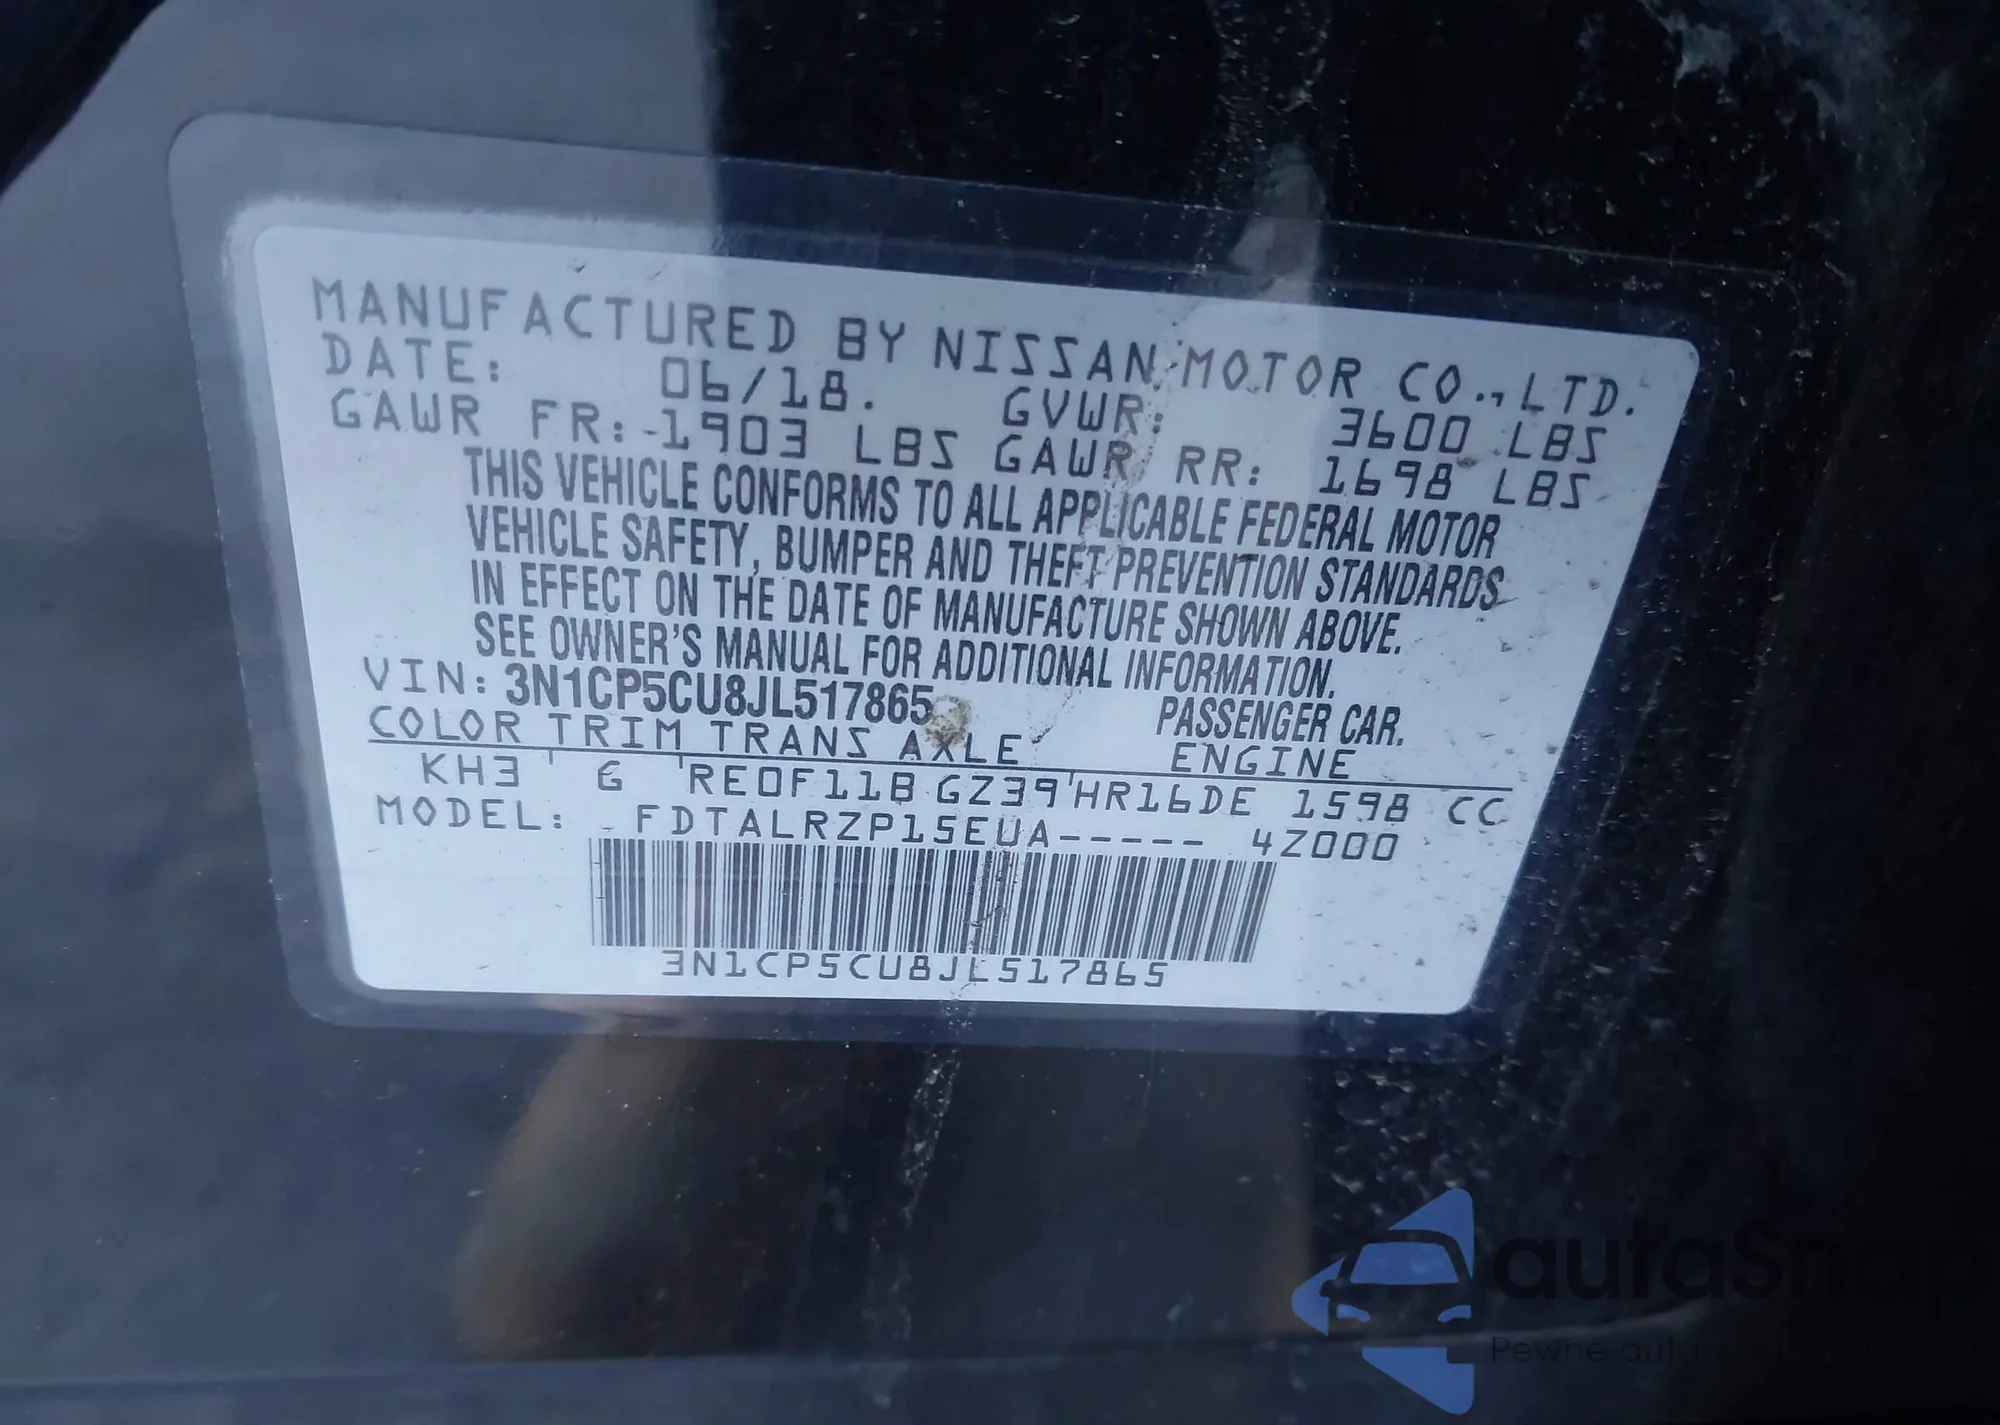 MANUFACTURED BY NISSAN MOTOR CO., LTD.
DATE: 06/18. GVWR: 3600 LBS
GAWR FR: 1903 LBS GAWR RR: 1698 LBS
THIS VEHICLE CONFORMS TO ALL APPLICABLE FEDERAL MOTOR
VEHICLE SAFETY, BUMPER AND THEFT PREVENTION STANDARDS
IN EFFECT ON THE DATE OF MANUFACTURE SHOWN ABOVE.
SEE OWNER'S MANUAL FOR ADDITIONAL INFORMATION.
VIN: 3N1CP5CU8JL517865 PASSENGER CAR.
COLOR TRIM TRANS AXLE ENGINE
KH3 G RE0F11B GZ39 HR16DE 1598 CC
MODEL: FDTALRZP15EUA----- 4Z000
3N1CP5CU8JL517865
autaSnap
Pewne auta